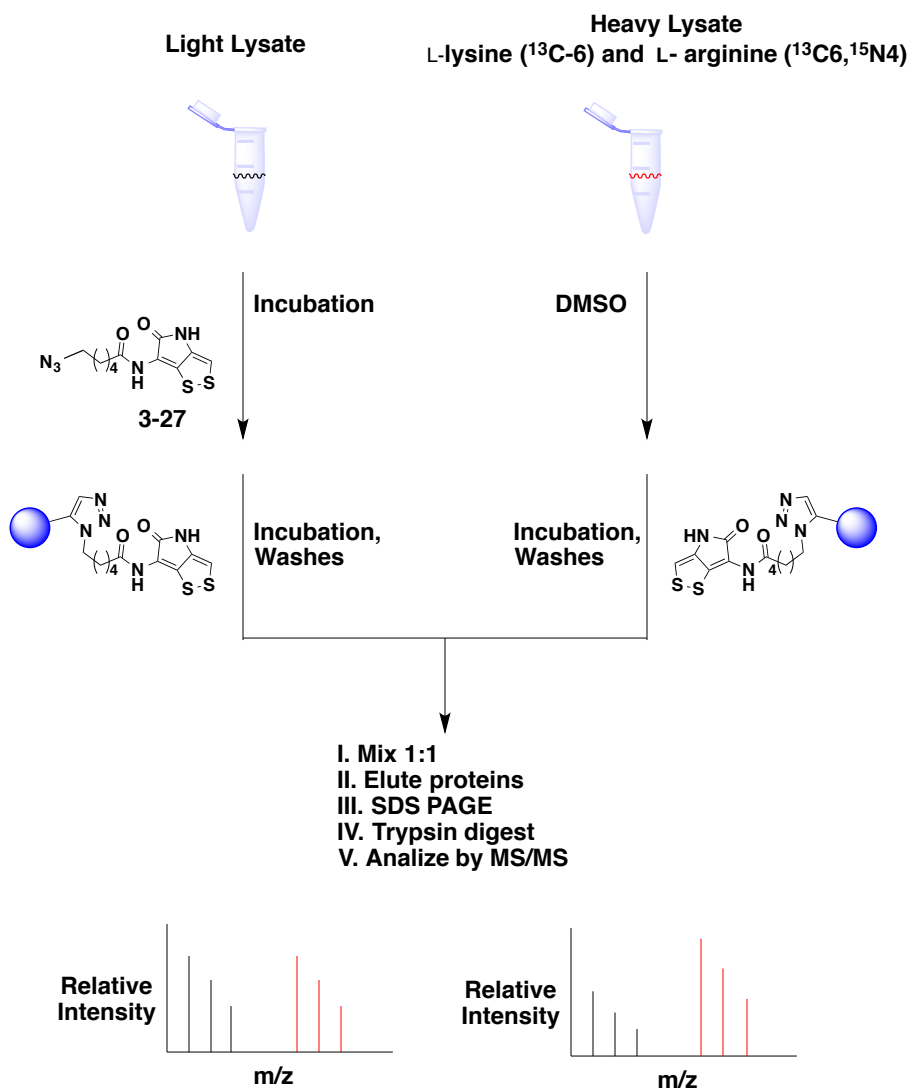 Light Lysate
Heavy Lysate
L-lysine (¹³C-6) and L- arginine (¹³C6,¹⁵N4)
Incubation
DMSO
O
NH
O
N₃
4
N
H
S-S
3-27
N
N
N
O
NH
O
4
N
H
S-S
Incubation,
Washes
Incubation,
Washes
N
N
N
HN
O
O
4
N
H
S-S
I. Mix 1:1
II. Elute proteins
III. SDS PAGE
IV. Trypsin digest
V. Analize by MS/MS
Relative
Intensity
m/z
Relative
Intensity
m/z